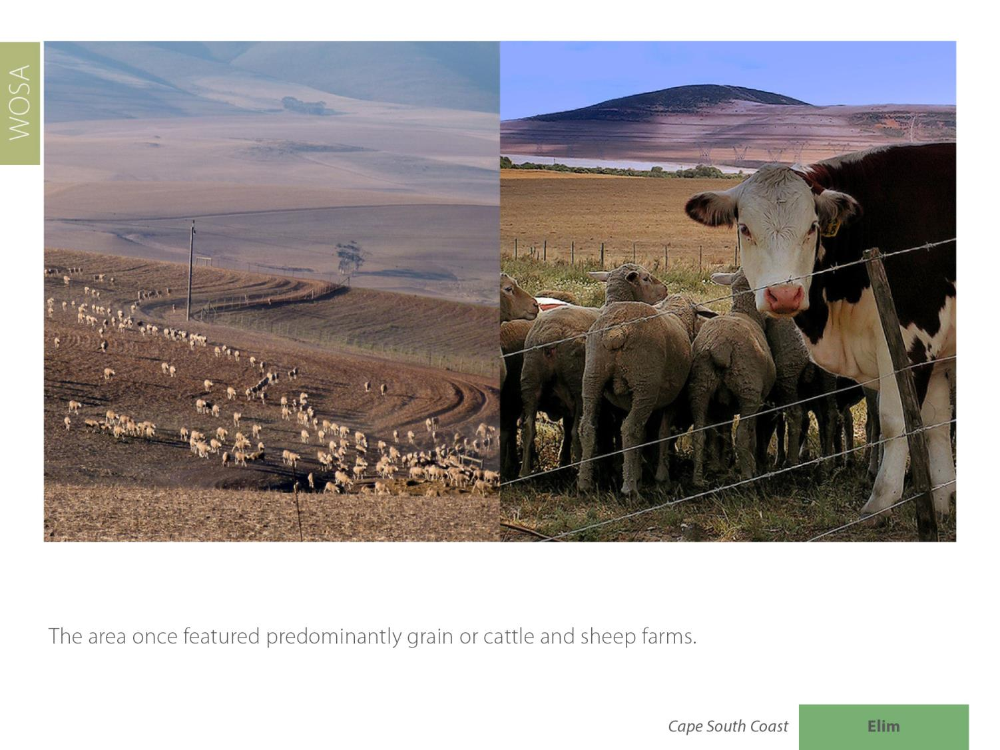 WOSA
The area once featured predominantly grain or cattle and sheep farms.
Cape South Coast
Elim